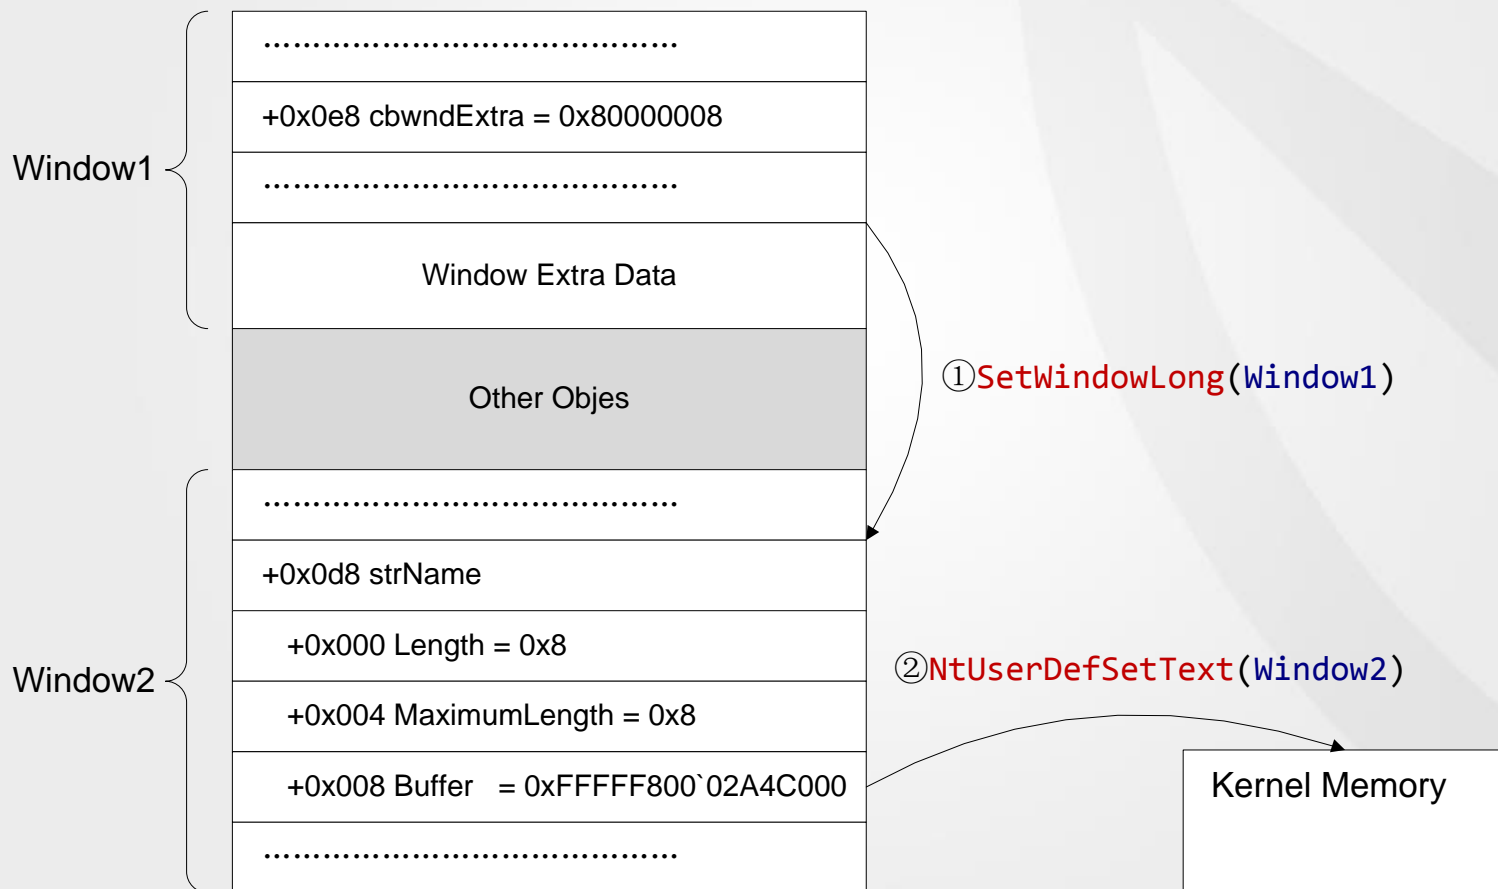 …………………………………….
+0x0e8 cbwndExtra = 0x80000008
Window1
…………………………………….
Window Extra Data
①SetWindowLong(Window1)
Other Objes
…………………………………….
+0x0d8 strName
+0x000 Length = 0x8
②NtUserDefSetText(Window2)
Window2
+0x004 MaximumLength = 0x8
+0x008 Buffer = 0xFFFFF800`02A4C000
Kernel Memory
…………………………………….